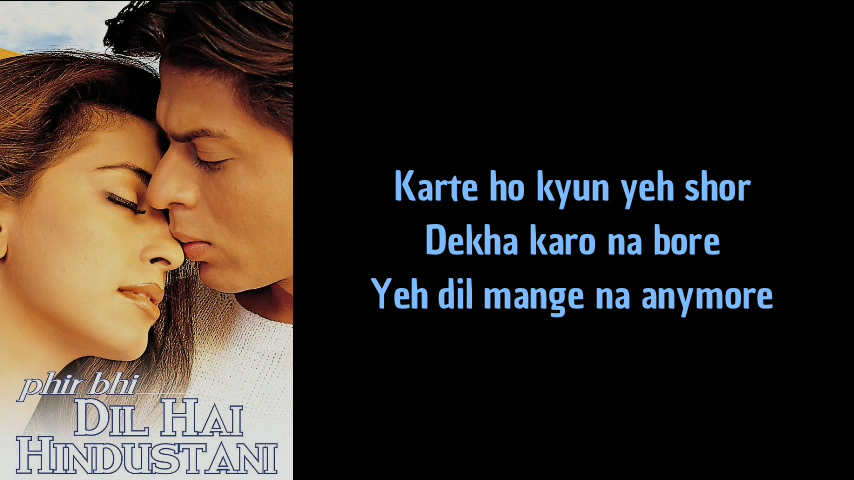 phir bhi
DIL HAI
HINDUSTANI
Karte ho kyun yeh shor
Dekha karo na bore
Yeh dil mange na anymore